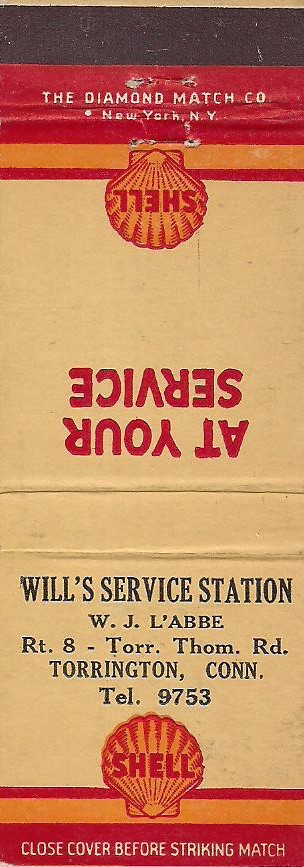 THE DIAMOND MATCH CO
New York, N.Y.
SHELL
AT YOUR
SERVICE
WILL'S SERVICE STATION
W. J. L'ABBE
Rt. 8 - Torr. Thom. Rd.
TORRINGTON, CONN.
Tel. 9753
SHELL
CLOSE COVER BEFORE STRIKING MATCH